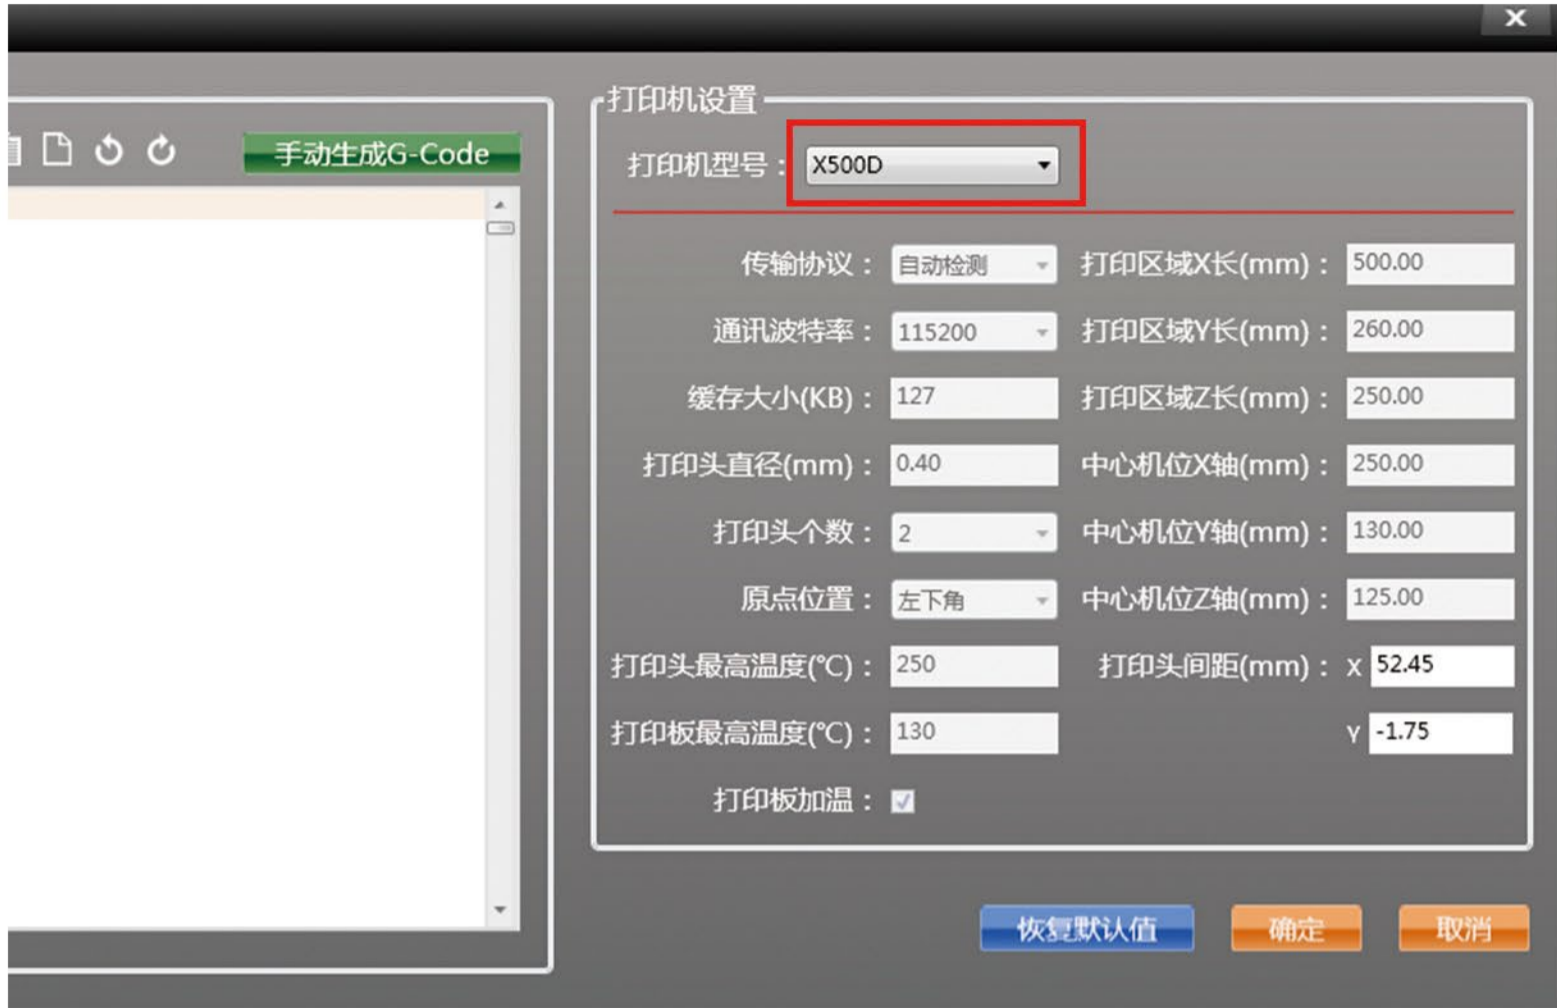 手动生成G-Code
打印机设置
打印机型号： X500D
传输协议： 自动检测 打印区域X长(mm)： 500.00
通讯波特率： 115200 打印区域Y长(mm)： 260.00
缓存大小(KB)： 127 打印区域Z长(mm)： 250.00
打印头直径(mm)： 0.40 中心机位X轴(mm)： 250.00
打印头个数： 2 中心机位Y轴(mm)： 130.00
原点位置： 左下角 中心机位Z轴(mm)： 125.00
打印头最高温度(℃)： 250 打印头间距(mm)： X 52.45
打印板最高温度(℃)： 130 Y -1.75
打印板加温：
恢复默认值 确定 取消